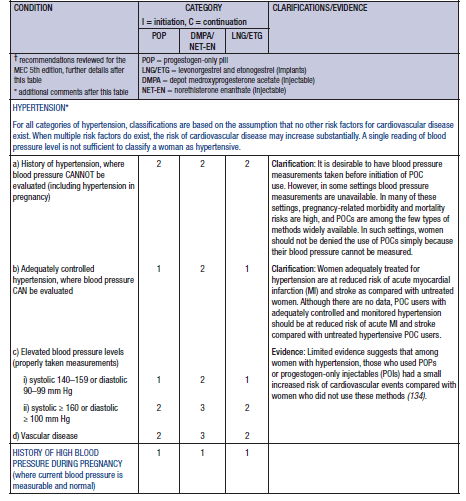 CONDITION
CATEGORY
I = initiation, C = continuation
CLARIFICATIONS/EVIDENCE
POP
DMPA/
NET-EN
LNG/ETG
† recommendations reviewed for the
MEC 5th edition, further details after
this table
* additional comments after this table
POP = progestogen-only pill
LNG/ETG = levonorgestrel and etonogestrel (implants)
DMPA = depot medroxyprogesterone acetate (injectable)
NET-EN = norethisterone enanthate (injectable)
HYPERTENSION*
For all categories of hypertension, classifications are based on the assumption that no other risk factors for cardiovascular disease
exist. When multiple risk factors do exist, the risk of cardiovascular disease may increase substantially. A single reading of blood
pressure level is not sufficient to classify a woman as hypertensive.
a) History of hypertension, where
blood pressure CANNOT be
evaluated (including hypertension in
pregnancy)
2
2
2
Clarification: It is desirable to have blood pressure
measurements taken before initiation of POC
use. However, in some settings blood pressure
measurements are unavailable. In many of these
settings, pregnancy-related morbidity and mortality
risks are high, and POCs are among the few types of
methods widely available. In such settings, women
should not be denied the use of POCs simply because
their blood pressure cannot be measured.
b) Adequately controlled
hypertension, where blood pressure
CAN be evaluated
1
2
1
Clarification: Women adequately treated for
hypertension are at reduced risk of acute myocardial
infarction (MI) and stroke as compared with untreated
women. Although there are no data, POC users with
adequately controlled and monitored hypertension
should be at reduced risk of acute MI and stroke
compared with untreated hypertensive POC users.
c) Elevated blood pressure levels
(properly taken measurements)
i) systolic 140–159 or diastolic
90–99 mm Hg
1
2
1
ii) systolic ≥ 160 or diastolic
≥ 100 mm Hg
2
3
2
Evidence: Limited evidence suggests that among
women with hypertension, those who used POPs
or progestogen-only injectables (POIs) had a small
increased risk of cardiovascular events compared with
women who did not use these methods (134).
d) Vascular disease
2
3
2
HISTORY OF HIGH BLOOD
PRESSURE DURING PREGNANCY
(where current blood pressure is
measurable and normal)
1
1
1